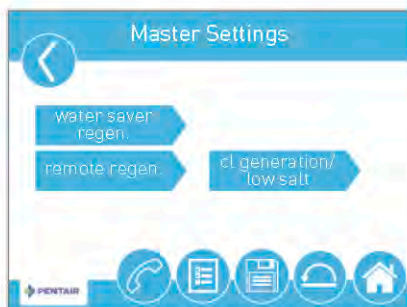 Master Settings
water saver
regen.
remote regen.
cl generation/
low salt
PENTAIR